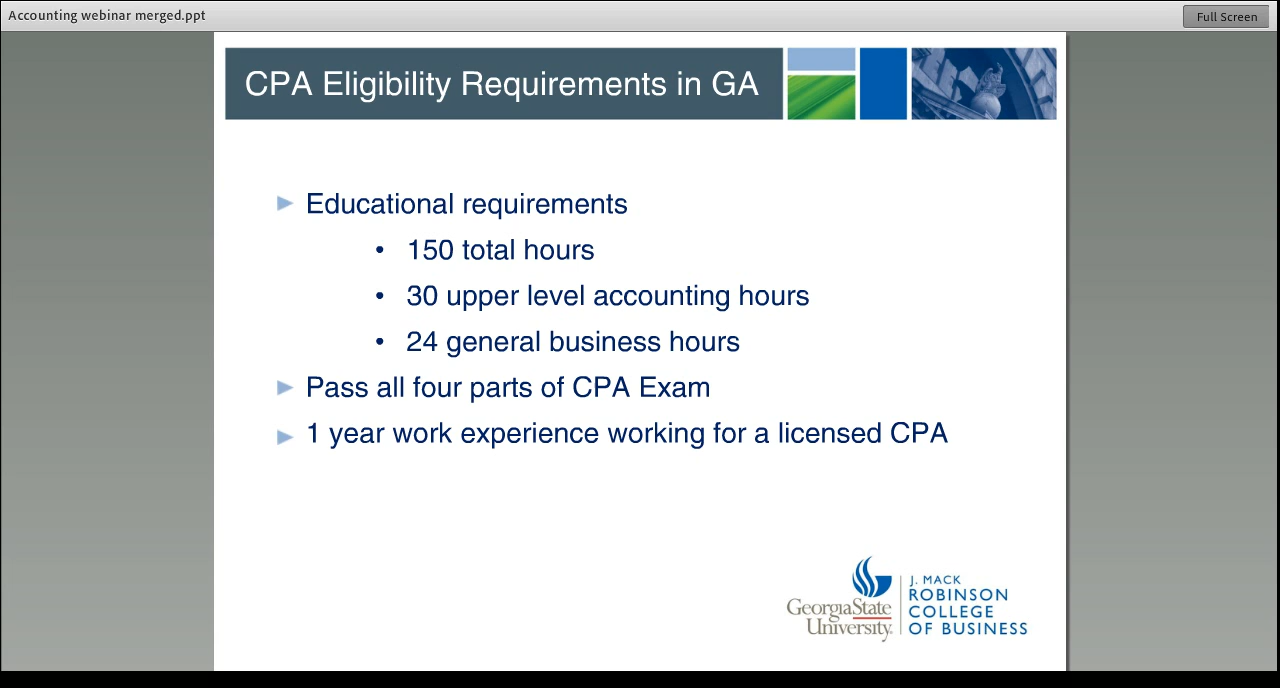 Accounting webinar merged.ppt
Full Screen
CPA Eligibility Requirements in GA
Educational requirements
• 150 total hours
• 30 upper level accounting hours
• 24 general business hours
Pass all four parts of CPA Exam
1 year work experience working for a licensed CPA
GeorgiaState
University
J. MACK
ROBINSON
COLLEGE
OF BUSINESS